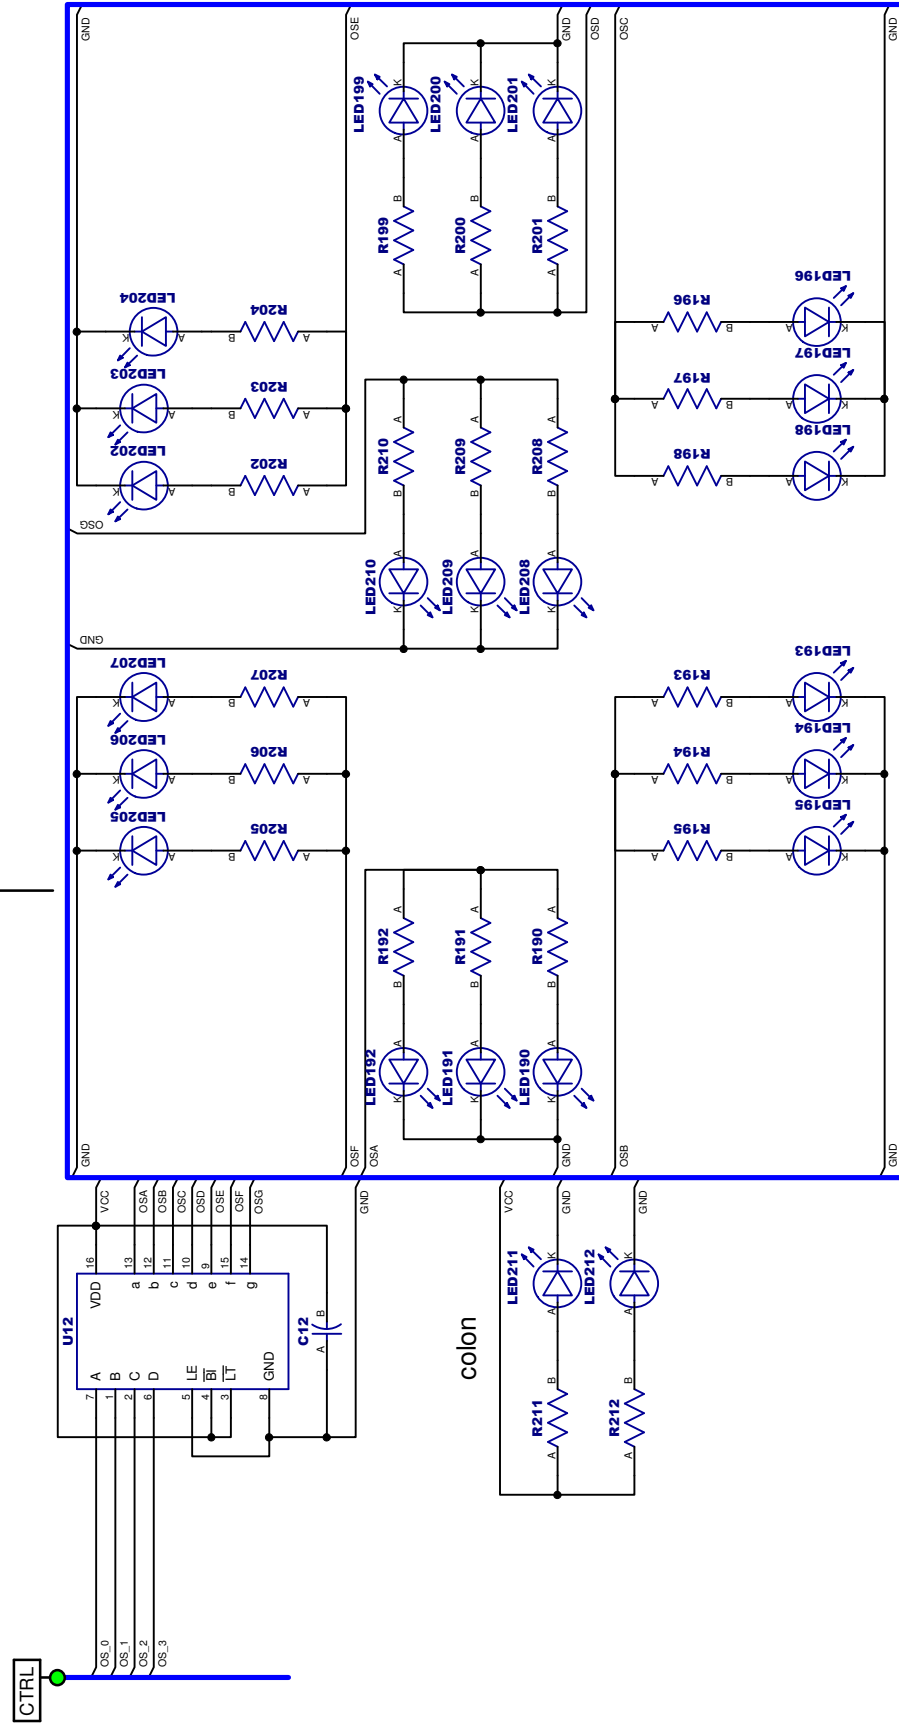 GND
OSE
GND
OSD
OSC
GND
LED199
K
A
B
R199
A
LED200
K
A
B
R200
A
LED201
K
A
B
R201
A
LED204
K
A
B
R204
A
LED203
K
A
B
R203
A
LED202
K
A
B
R202
A
R196
A
B
A
LED196
K
R197
A
B
A
LED197
K
R198
A
B
A
LED198
K
OSG
GND
A
R210
B
A
LED210
K
A
R209
B
A
LED209
K
A
R208
B
A
LED208
K
LED207
K
A
B
R207
A
LED206
K
A
B
R206
A
LED205
K
A
B
R205
A
R193
A
B
A
LED193
K
R194
A
B
A
LED194
K
R195
A
B
A
LED195
K
A
R192
B
A
LED192
K
A
R191
B
A
LED191
K
A
R190
B
A
LED190
K
GND
OSF
OSA
GND
OSB
GND
VCC
OSA
OSB
OSC
OSD
OSE
OSF
OSG
GND
VCC
GND
GND
16
13
12
11
10
9
15
14
VDD
a
b
c
d
e
f
g
U12
A
B
C
D
LE
BI
LT
GND
7
1
2
6
5
4
3
8
C12
B
A
colon
LED211
K
A
B
R211
A
LED212
K
A
B
R212
A
OS_0
OS_1
OS_2
OS_3
CTRL